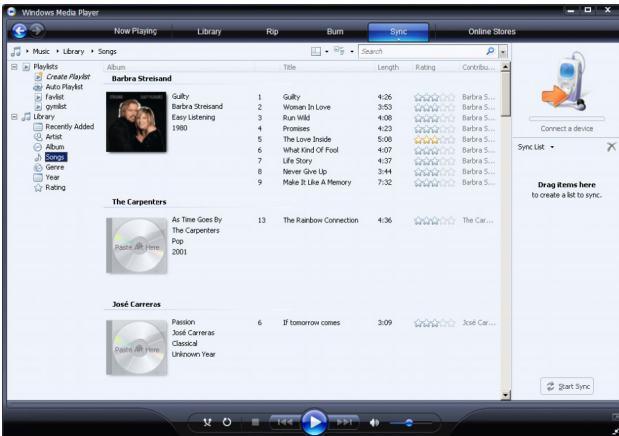 Windows Media Player
Now Playing Library Rip Burn Sync Online Stores
Music Library Songs Search
Playlists
Create Playlist
Auto Playlist
favlist
gymlist
Library
Recently Added
Artist
Album
Songs
Genre
Year
Rating
Album Title Length Rating Contribu...
Barbra Streisand
Guilty
Barbra Streisand
Easy Listening
1980
1 Guilty 4:26 Barbra S...
2 Woman In Love 3:53 Barbra S...
3 Run Wild 4:08 Barbra S...
4 Promises 4:23 Barbra S...
5 The Love Inside 5:08 Barbra S...
6 What Kind Of Fool 4:07 Barbra S...
7 Life Story 4:37 Barbra S...
8 Never Give Up 3:44 Barbra S...
9 Make It Like A Memory 7:32 Barbra S...
The Carpenters
Paste Art Here
As Time Goes By
The Carpenters
Pop
2001
13 The Rainbow Connection 4:36 The Car...
José Carreras
Paste Art Here
Passion
José Carreras
Classical
Unknown Year
6 If tomorrow comes 3:09 José Car...
Connect a device
Sync List
Drag items here
to create a list to sync.
Start Sync